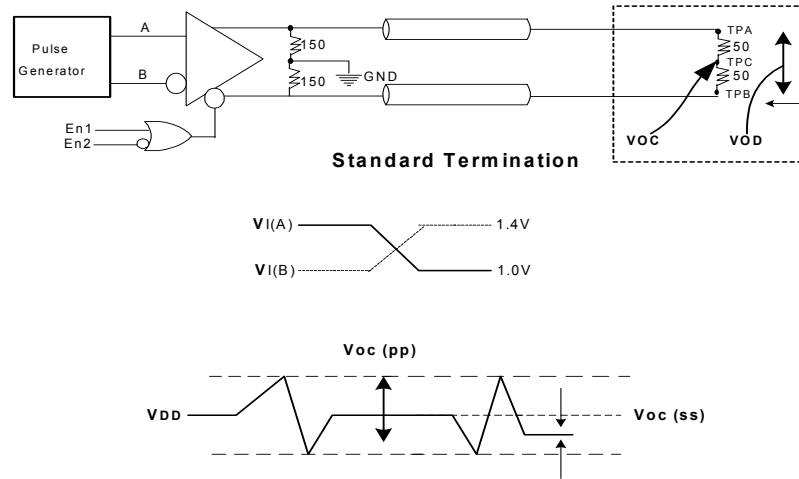 Pulse
Generator
A
B
En1
En2
150
150
GND
TPA
50
TPC
50
TPB
VOC
VOD
Standard Termination
VI(A)
1.4V
VI(B)
1.0V
Voc (pp)
VDD
Voc (ss)